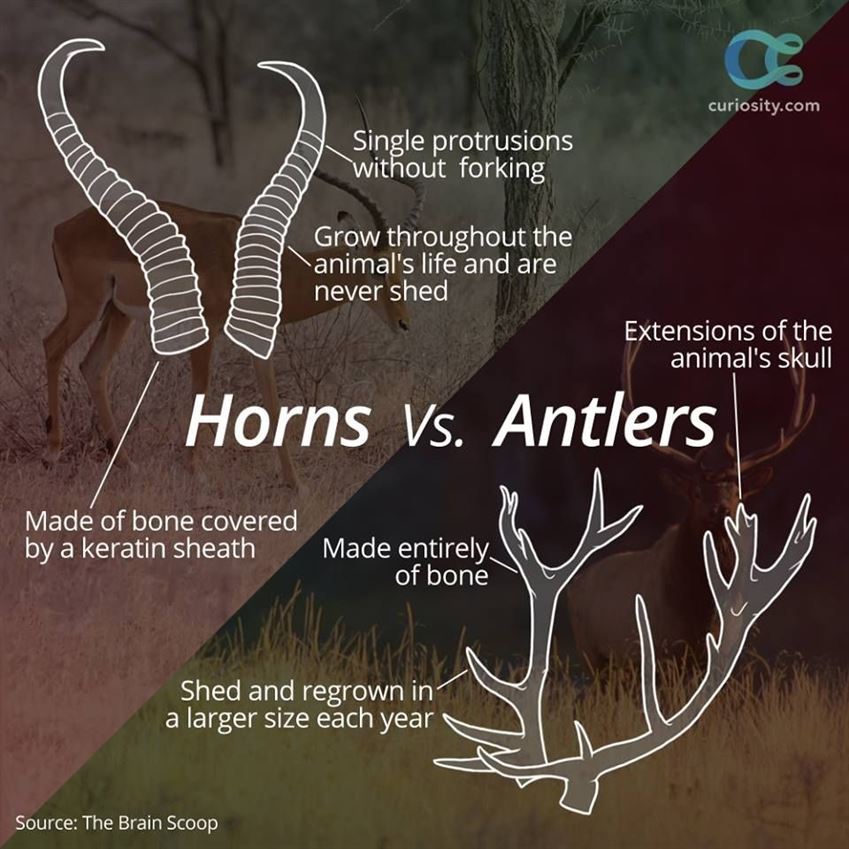 curiosity.com
Single protrusions
without forking
Grow throughout the
animal's life and are
never shed
Extensions of the
animal's skull
Horns Vs. Antlers
Made of bone covered
by a keratin sheath
Made entirely
of bone
Shed and regrown in
a larger size each year
Source: The Brain Scoop